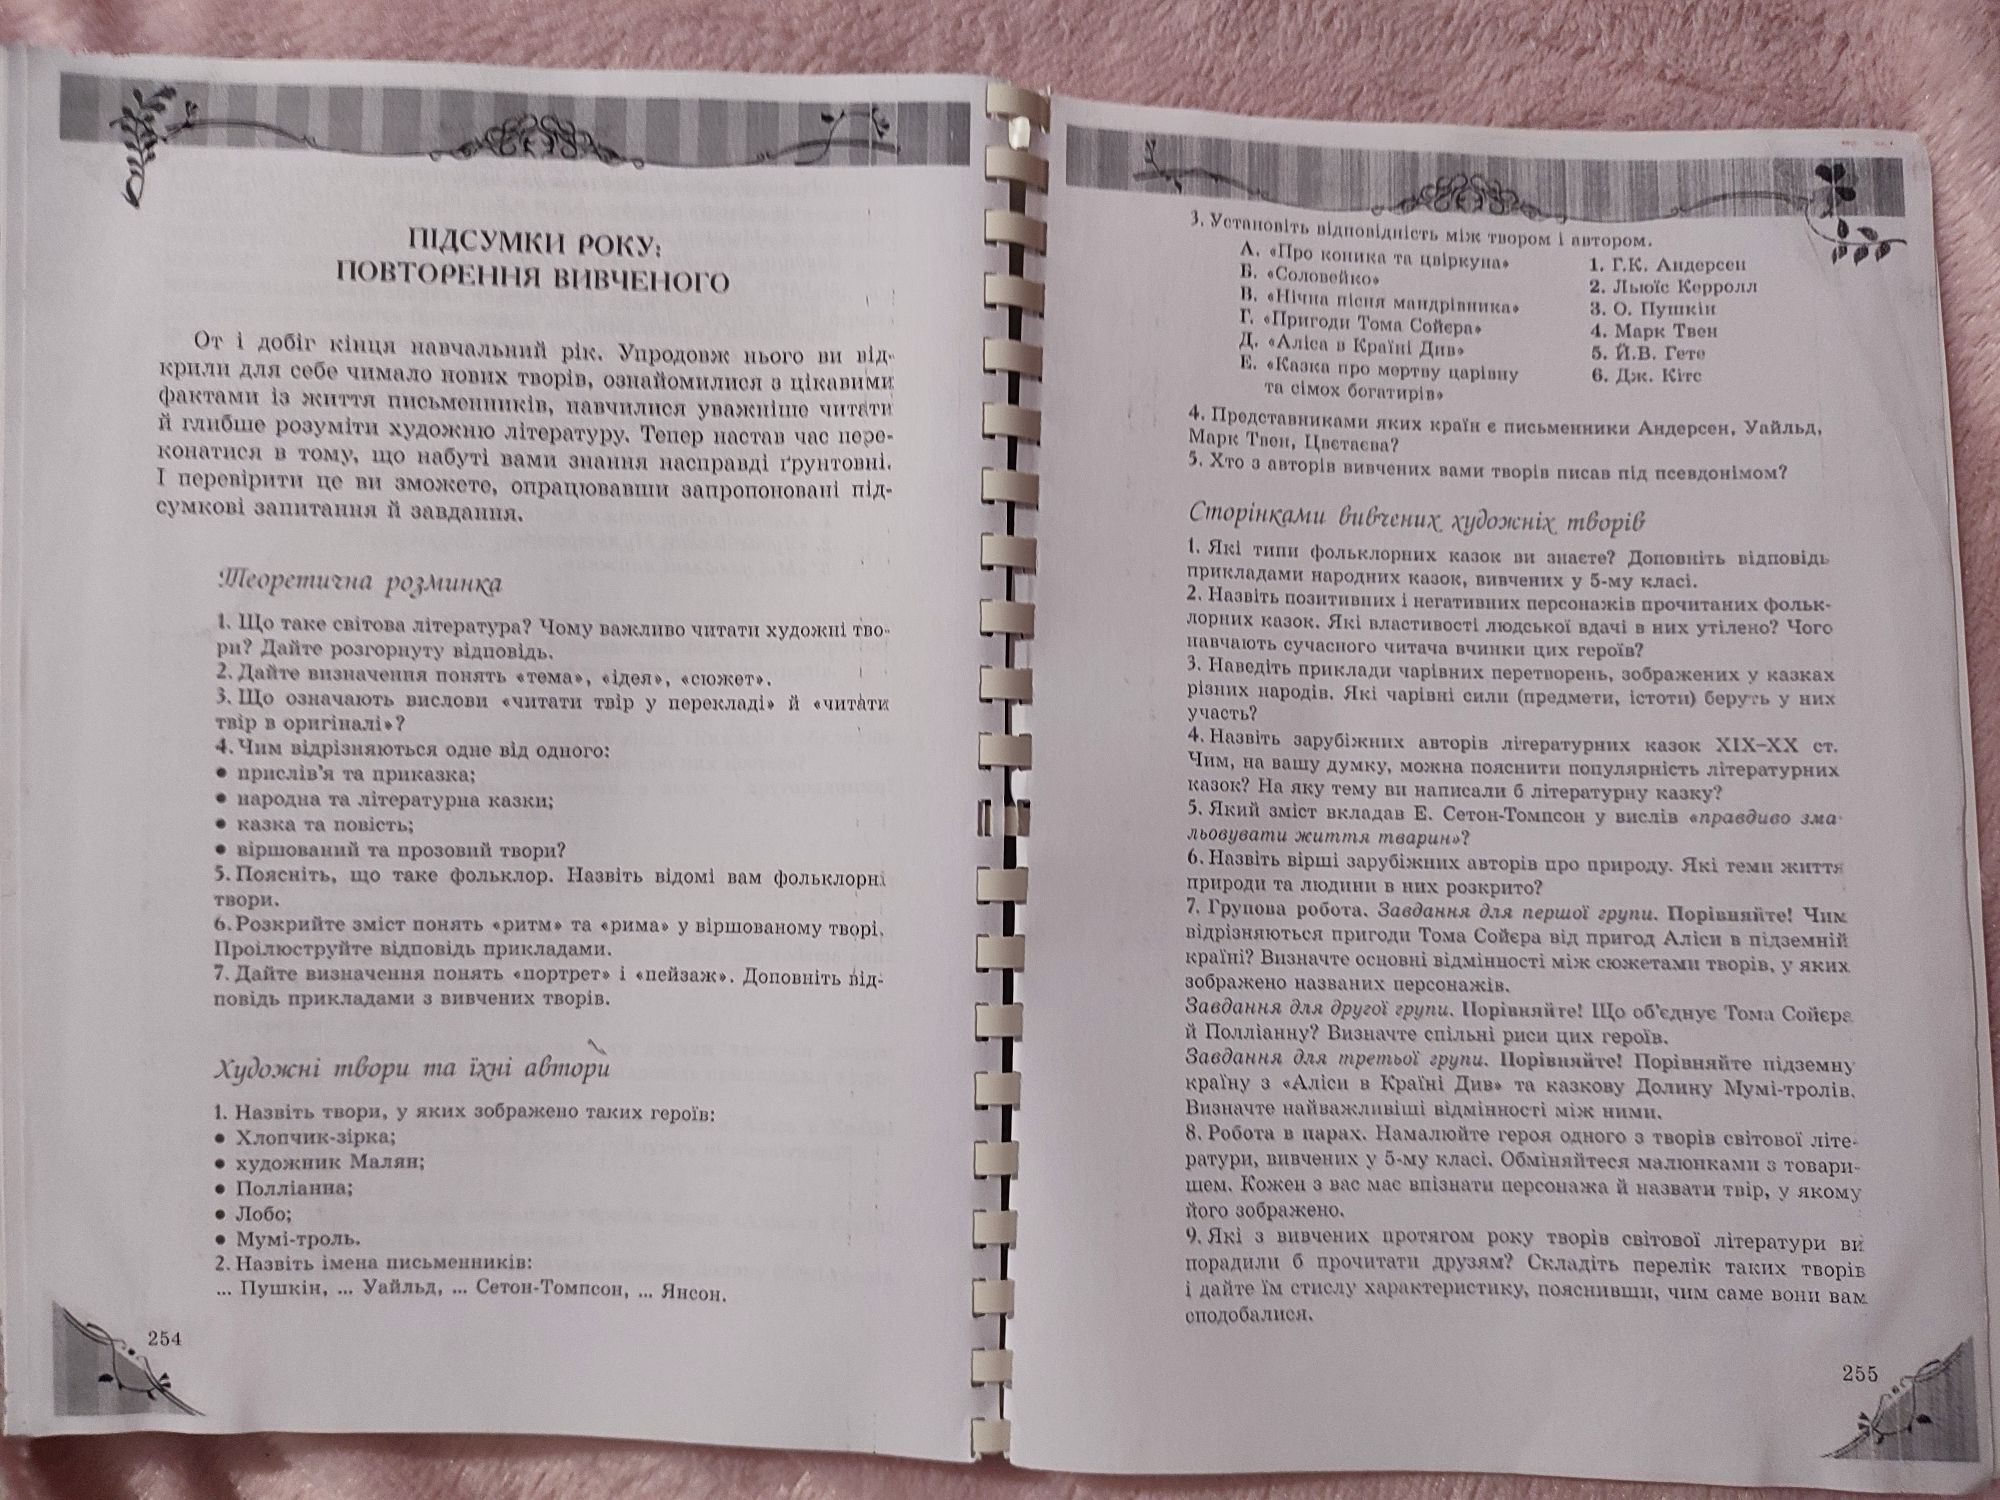 ПІДСУМКИ РОКУ:
ПОВТОРЕННЯ ВИВЧЕНОГО
От і добіг кінця навчальний рік. Упродовж нього ви від-
крили для себе чимало нових творів, ознайомилися з цікавими
фактами із життя письменників, навчилися уважніше читати
й глибше розуміти художню літературу. Тепер настав час пере-
конатися в тому, що набуті вами знання насправді ґрунтовні.
І перевірити це ви зможете, опрацювавши запропоновані під-
сумкові запитання й завдання.
Теоретична розминка
1. Що таке світова література? Чому важливо читати художні тво-
ри? Дайте розгорнуту відповідь.
2. Дайте визначення понять «тема», «ідея», «сюжет».
3. Що означають вислови «читати твір у перекладі» й «читати
твір в оригіналі»?
4. Чим відрізняються одне від одного:
● прислів’я та приказка;
● народна та літературна казки;
● казка та повість;
● віршований та прозовий твори?
5. Поясніть, що таке фольклор. Назвіть відомі вам фольклорні
твори.
6. Розкрийте зміст понять «ритм» та «рима» у віршованому творі.
Проілюструйте відповідь прикладами.
7. Дайте визначення понять «портрет» і «пейзаж». Доповніть від-
повідь прикладами з вивчених творів.
Художні твори та їхні автори
1. Назвіть твори, у яких зображено таких героїв:
● Хлопчик-зірка;
● художник Малян;
● Полліанна;
● Лобо;
● Мумі-троль.
2. Назвіть імена письменників:
... Пушкін, ... Уайльд, ... Сетон-Томпсон, ... Янсон.
254
3. Установіть відповідність між твором і автором.
А. «Про коника та цвіркуна»
Б. «Соловейко»
В. «Нічна пісня мандрівника»
Г. «Пригоди Тома Сойєра»
Д. «Аліса в Країні Див»
Е. «Казка про мертву царівну
та сімох богатирів»
1. Г.К. Андерсен
2. Льюїс Керролл
3. О. Пушкін
4. Марк Твен
5. Й.В. Гете
6. Дж. Кітс
4. Представниками яких країн є письменники Андерсен, Уайльд,
Марк Твен, Цвєтаєва?
5. Хто з авторів вивчених вами творів писав під псевдонімом?
Сторінками вивчених художніх творів
1. Які типи фольклорних казок ви знаєте? Доповніть відповідь
прикладами народних казок, вивчених у 5-му класі.
2. Назвіть позитивних і негативних персонажів прочитаних фольк-
лорних казок. Які властивості людської вдачі в них утілено? Чого
навчають сучасного читача вчинки цих героїв?
3. Наведіть приклади чарівних перетворень, зображених у казках
різних народів. Які чарівні сили (предмети, істоти) беруть у них
участь?
4. Назвіть зарубіжних авторів літературних казок XIX–XX ст.
Чим, на вашу думку, можна пояснити популярність літературних
казок? На яку тему ви написали б літературну казку?
5. Який зміст вкладав Е. Сетон-Томпсон у вислів «правдиво зма-
льовувати життя тварин»?
6. Назвіть вірші зарубіжних авторів про природу. Які теми життя
природи та людини в них розкрито?
7. Групова робота. Завдання для першої групи. Порівняйте! Чим
відрізняються пригоди Тома Сойєра від пригод Аліси в підземній
країні? Визначте основні відмінності між сюжетами творів, у яких
зображено названих персонажів.
Завдання для другої групи. Порівняйте! Що об’єднує Тома Сойєра
й Полліанну? Визначте спільні риси цих героїв.
Завдання для третьої групи. Порівняйте! Порівняйте підземну
країну з «Аліси в Країні Див» та казкову Долину Мумі-тролів.
Визначте найважливіші відмінності між ними.
8. Робота в парах. Намалюйте героя одного з творів світової літе-
ратури, вивчених у 5-му класі. Обміняйтеся малюнками з товари-
шем. Кожен з вас має впізнати персонажа й назвати твір, у якому
його зображено.
9. Які з вивчених протягом року творів світової літератури ви
порадили б прочитати друзям? Складіть перелік таких творів
і дайте їм стислу характеристику, пояснивши, чим саме вони вам
сподобалися.
255